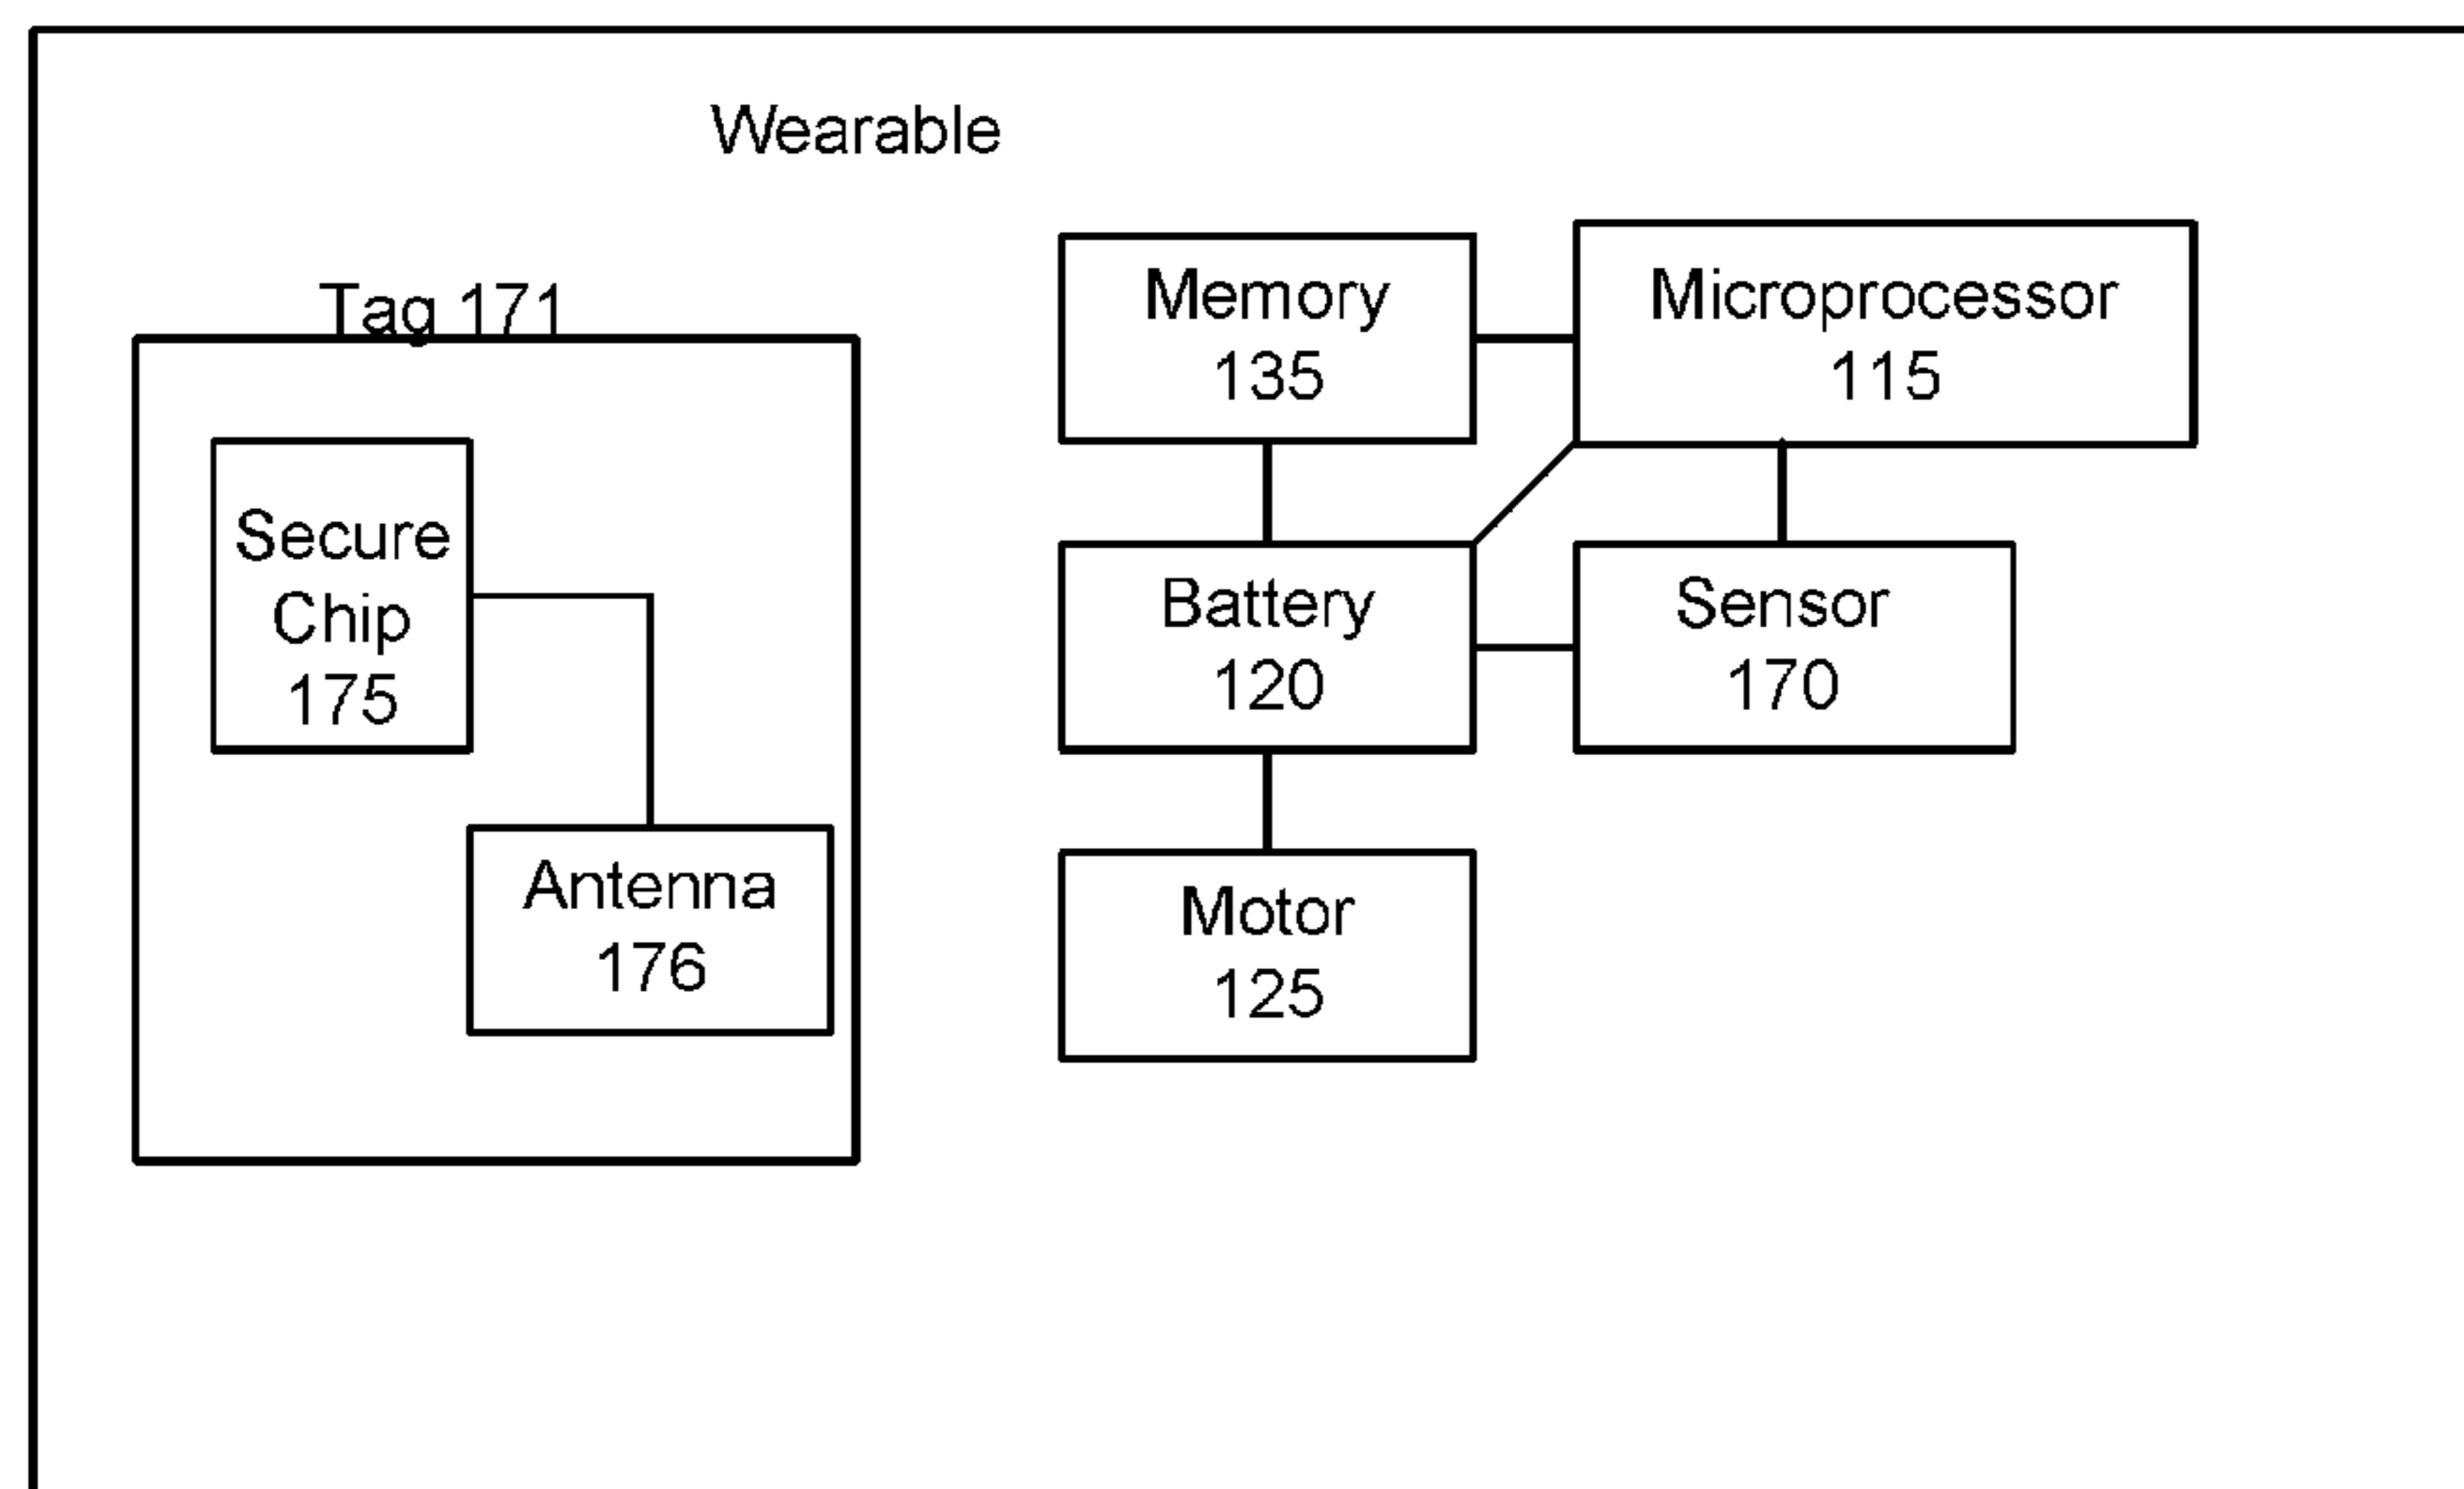 Wearable
Tag 171
Secure
Chip
175
Antenna
176
Memory
135
Microprocessor
115
Battery
120
Sensor
170
Motor
125